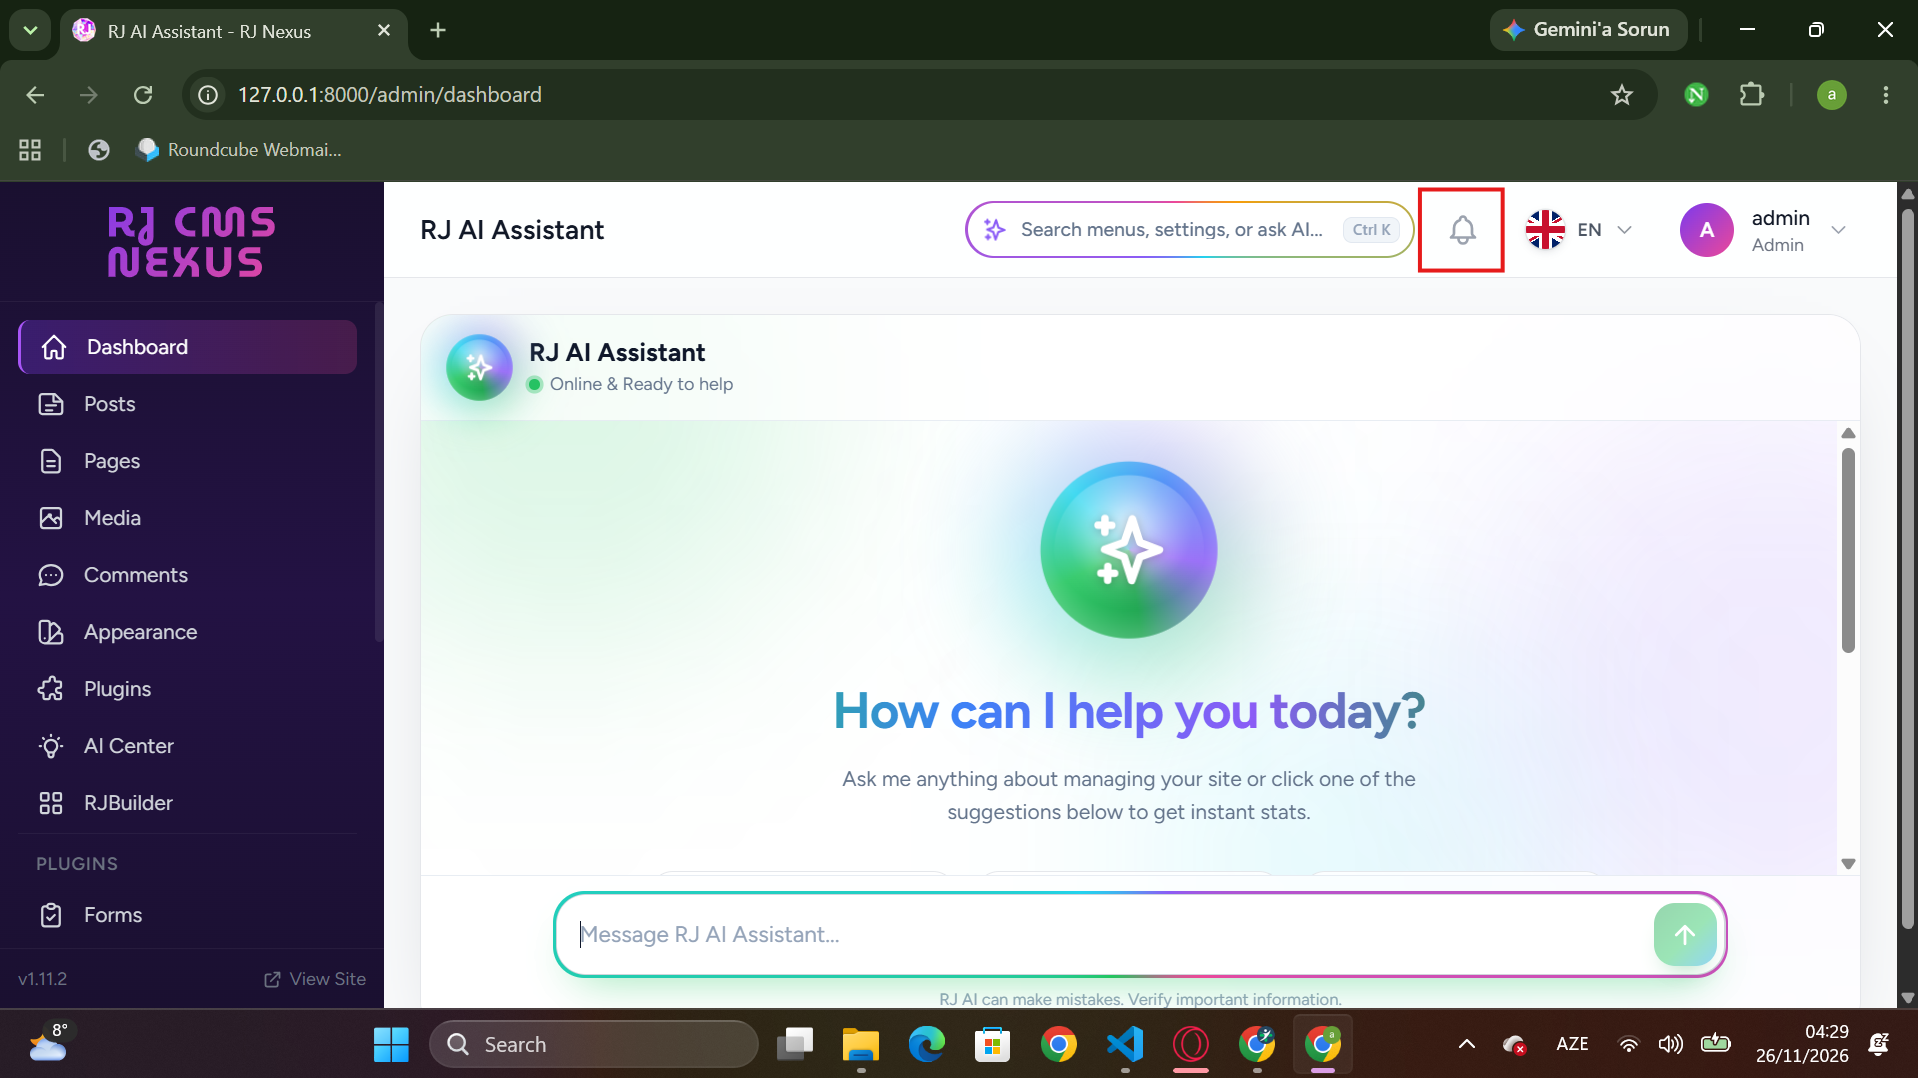 RJ AI Assistant - RJ Nexus
Gemini'a Sorun
127.0.0.1:8000/admin/dashboard
a
Roundcube Webmai...
RJ CMS
NEXUS
RJ AI Assistant
Search menus, settings, or ask AI...
Ctrl K
EN
A
admin
Admin
Dashboard
Posts
Pages
Media
Comments
Appearance
Plugins
AI Center
RJBuilder
PLUGINS
Forms
v1.11.2
View Site
RJ AI Assistant
Online & Ready to help
How can I help you today?
Ask me anything about managing your site or click one of the
suggestions below to get instant stats.
Message RJ AI Assistant...
RJ AI can make mistakes. Verify important information.
8°
Search
a
AZE
04:29
26/11/2026